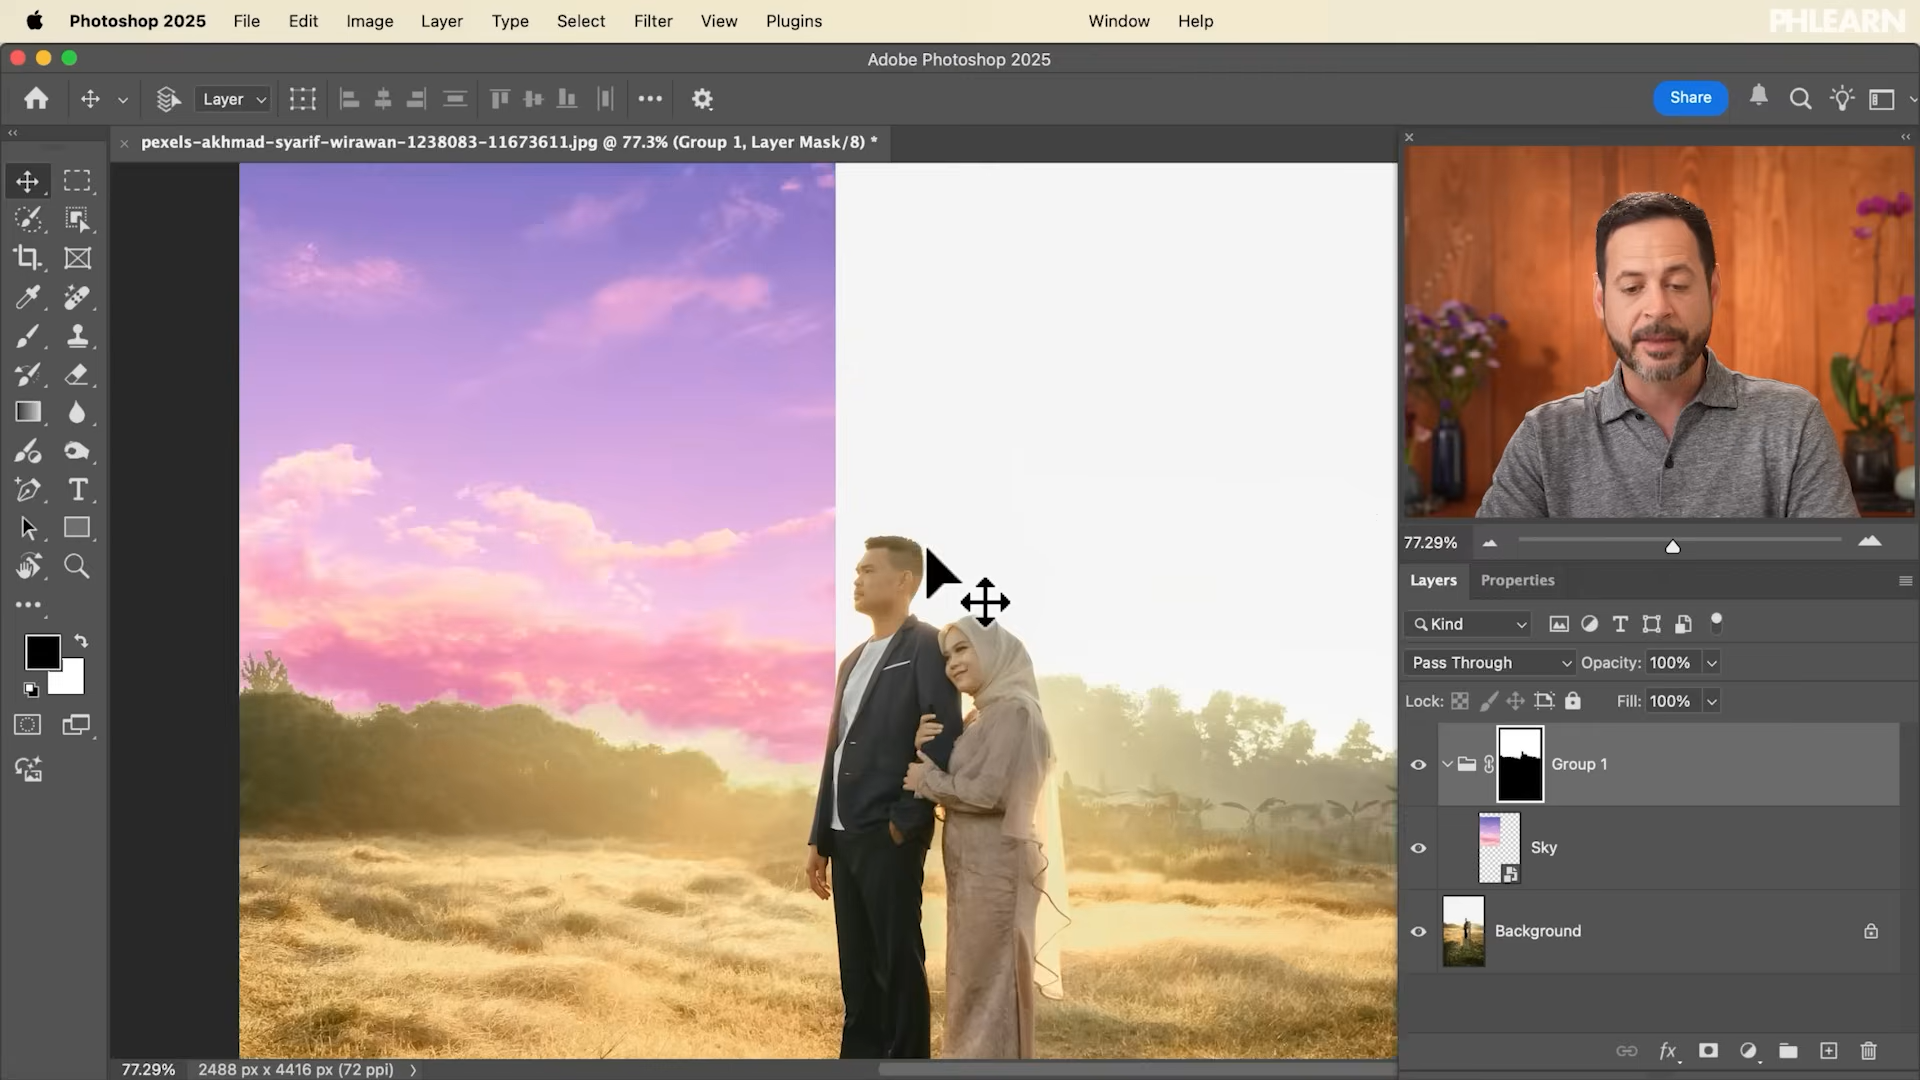 Photoshop 2025 File Edit Image Layer Type Select Filter View Plugins Window Help
PHLEARN
Adobe Photoshop 2025
Layer
Share
pexels-akhmad-syarif-wirawan-1238083-11673611.jpg @ 77.3% (Group 1, Layer Mask/8) *
77.29%
Layers Properties
Kind
Pass Through Opacity: 100%
Lock: Fill: 100%
Group 1
Sky
Background
fx
77.29% 2488 px x 4416 px (72 ppi)